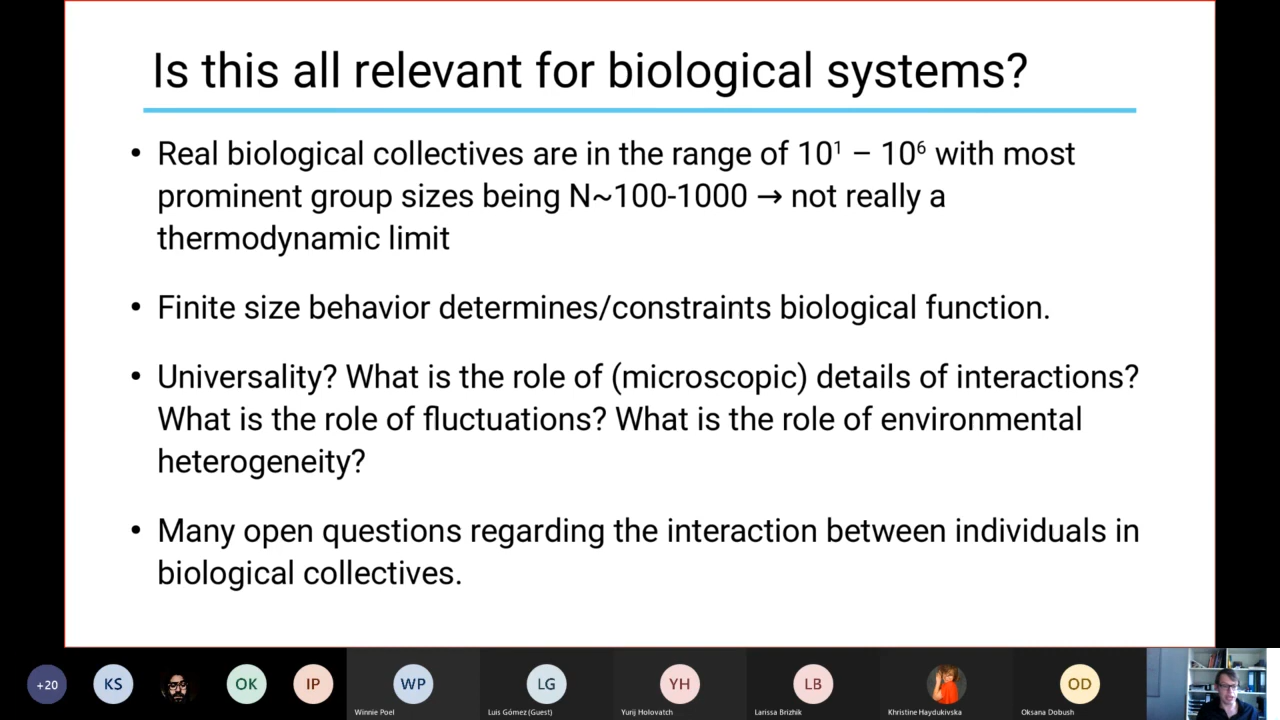 Is this all relevant for biological systems?
• Real biological collectives are in the range of 10¹ – 10⁶ with most
prominent group sizes being N~100-1000 → not really a
thermodynamic limit
• Finite size behavior determines/constraints biological function.
• Universality? What is the role of (microscopic) details of interactions?
What is the role of fluctuations? What is the role of environmental
heterogeneity?
• Many open questions regarding the interaction between individuals in
biological collectives.
+20
KS
OK
IP
WP
Winnie Poel
LG
Luis Gómez (Guest)
YH
Yurij Holovatch
LB
Larissa Brizhik
Khristine Haydukivska
OD
Oksana Dobush